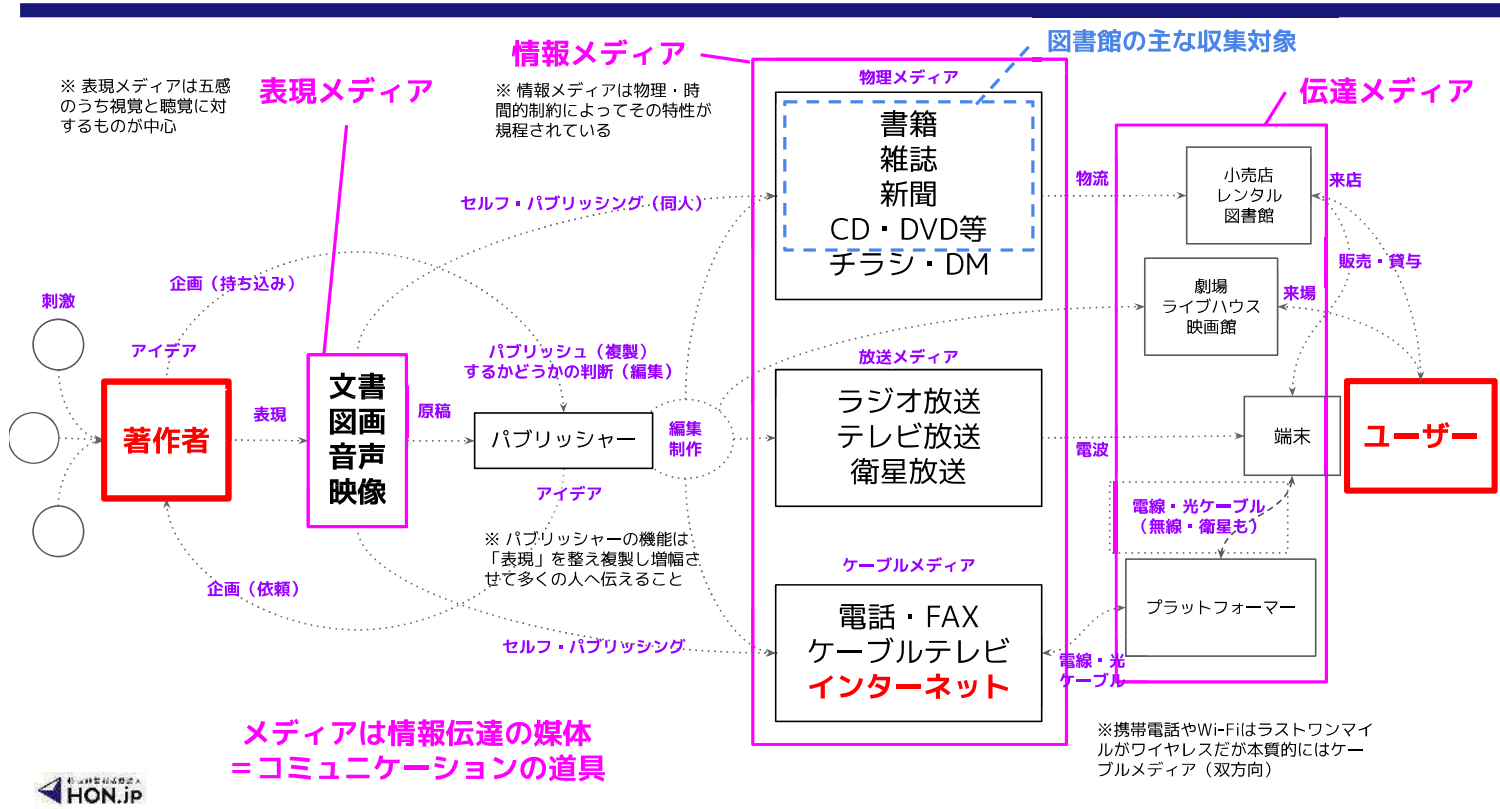 図書館の主な収集対象
情報メディア
表現メディア
伝達メディア
※ 表現メディアは五感
のうち視覚と聴覚に対
するものが中心
※ 情報メディアは物理・時
間的制約によってその特性が
規程されている
物理メディア
書籍
雑誌
新聞
CD・DVD等
チラシ・DM
物流
小売店
レンタル
図書館
来店
セルフ・パブリッシング（同人）
販売・貸与
企画（持ち込み）
刺激
劇場
ライブハウス
映画館
来場
アイデア
パブリッシュ（複製）
するかどうかの判断（編集）
放送メディア
著作者
表現
文書
図画
音声
映像
原稿
パブリッシャー
編集
制作
ラジオ放送
テレビ放送
衛星放送
電波
端末
ユーザー
アイデア
電線・光ケーブル
（無線・衛星も）
※ パブリッシャーの機能は
「表現」を整え複製し増幅さ
せて多くの人へ伝えること
企画（依頼）
ケーブルメディア
電話・FAX
ケーブルテレビ
インターネット
プラットフォーマー
セルフ・パブリッシング
電線・光
ケーブル
メディアは情報伝達の媒体
＝コミュニケーションの道具
※携帯電話やWi-Fiはラストワンマイ
ルがワイヤレスだが本質的にはケー
ブルメディア（双方向）
HON.jp